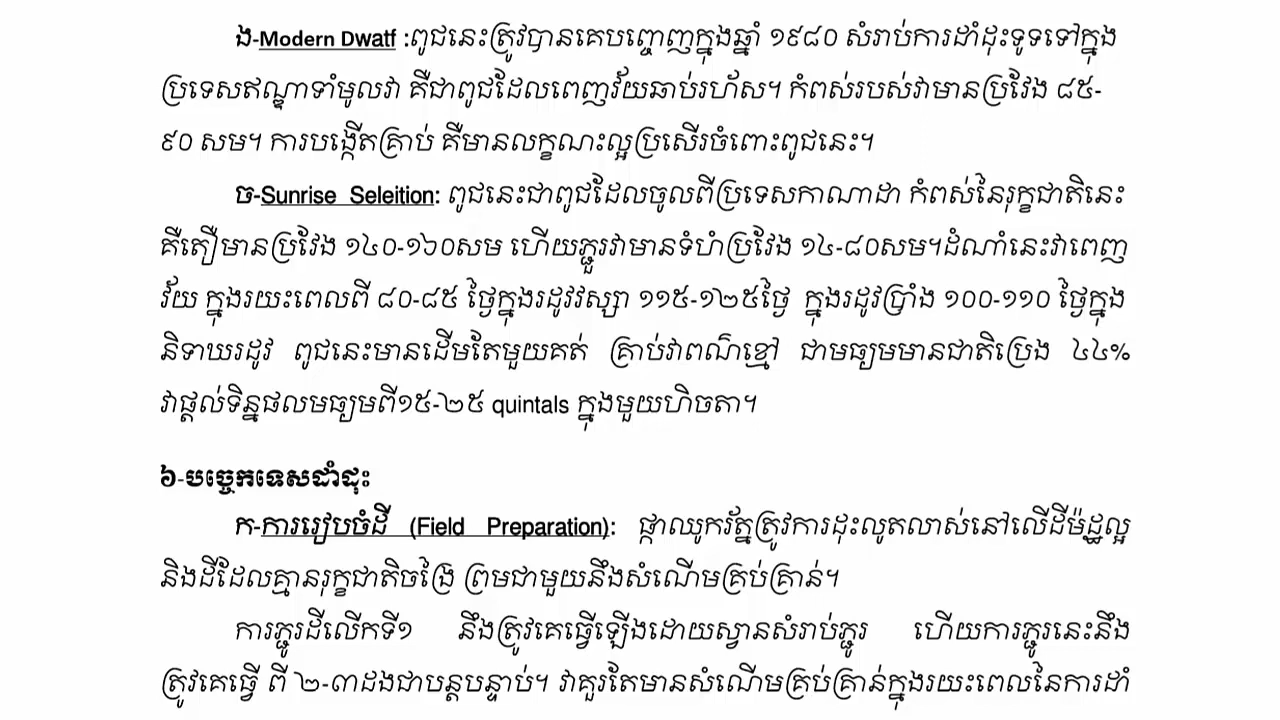 ង-Modern Dwatf :ពូជនេះត្រូវបានគេបញ្ចេញក្នុងឆ្នាំ ១៩៨០ សំរាប់ការដាំដុះទូទៅក្នុង
ប្រទេសឥណ្ឌាទាំមូលវា គឺជាពូជដែលពេញវ័យឆាប់រហ័ស។ កំពស់របស់វាមានប្រវែង ៨៥-
៩០ សម។ ការបង្កើតគ្រាប់ គឺមានលក្ខណះល្អប្រសើរចំពោះពូជនេះ។
ច-Sunrise Seleition: ពូជនេះជាពូជដែលចូលពីប្រទេសកាណាដា កំពស់នៃរុក្ខជាតិនេះ
គឺតឿមានប្រវែង ១៤០-១៦០សម ហើយភ្ជួរវាមានទំហំប្រវែង ១៤-៨០សម។ដំណាំនេះវាពេញ
វ័យ ក្នុងរយះពេលពី ៨០-៨៥ ថ្ងៃក្នុងរដូវវស្សា ១១៥-១២៥ថ្ងៃ ក្នុងរដូវប្រាំង ១០០-១១០ ថ្ងៃក្នុង
និទាឃរដូវ ពូជនេះមានដើមតែមួយគត់ គ្រាប់វាពណ៌ខ្មៅ ជាមធ្យមមានជាតិប្រេង ៤៤%
វាផ្តល់ទិន្នផលមធ្យមពី១៥-២៥ quintals ក្នុងមួយហិចតា។
៦-បច្ចេកទេសដាំដុះ
ក-ការរៀបចំដី (Field Preparation): ផ្កាឈូករ័ត្នត្រូវការដុះលូតលាស់នៅលើដីម៉ដ្ឋល្អ
និងដីដែលគ្មានរុក្ខជាតិចង្រៃ ព្រមជាមួយនឹងសំណើមគ្រប់គ្រាន់។
ការភ្ជូរដីលើកទី១ នឹងត្រូវគេធ្វើឡើងដោយស្វានសំរាប់ភ្ជូរ ហើយការភ្ជូរនេះនឹង
ត្រូវគេធ្វើ ពី ២-៣ដងជាបន្តបន្ទាប់។ វាគួរតែមានសំណើមគ្រប់គ្រាន់ក្នុងរយះពេលនៃការដាំ